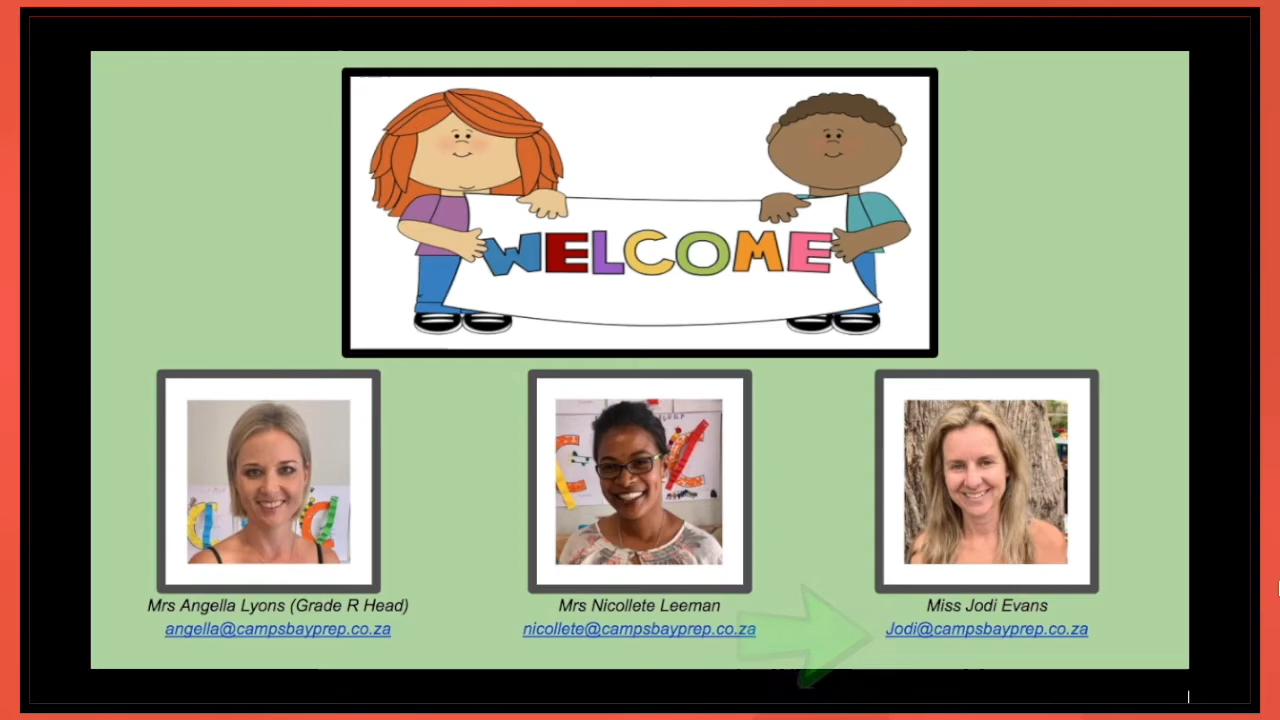 WELCOME
Mrs Angella Lyons (Grade R Head)
angella@campsbayprep.co.za
Mrs Nicollete Leeman
nicollete@campsbayprep.co.za
Miss Jodi Evans
Jodi@campsbayprep.co.za